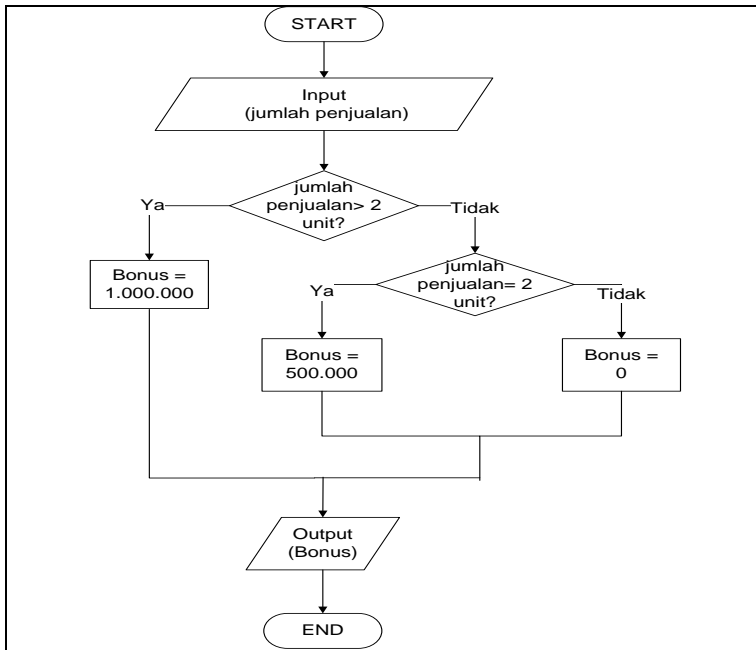 START
Input
(jumlah penjualan)
jumlah
penjualan> 2
unit?
Ya
Tidak
Bonus =
1.000.000
jumlah
penjualan= 2
unit?
Ya
Tidak
Bonus =
500.000
Bonus =
0
Output
(Bonus)
END